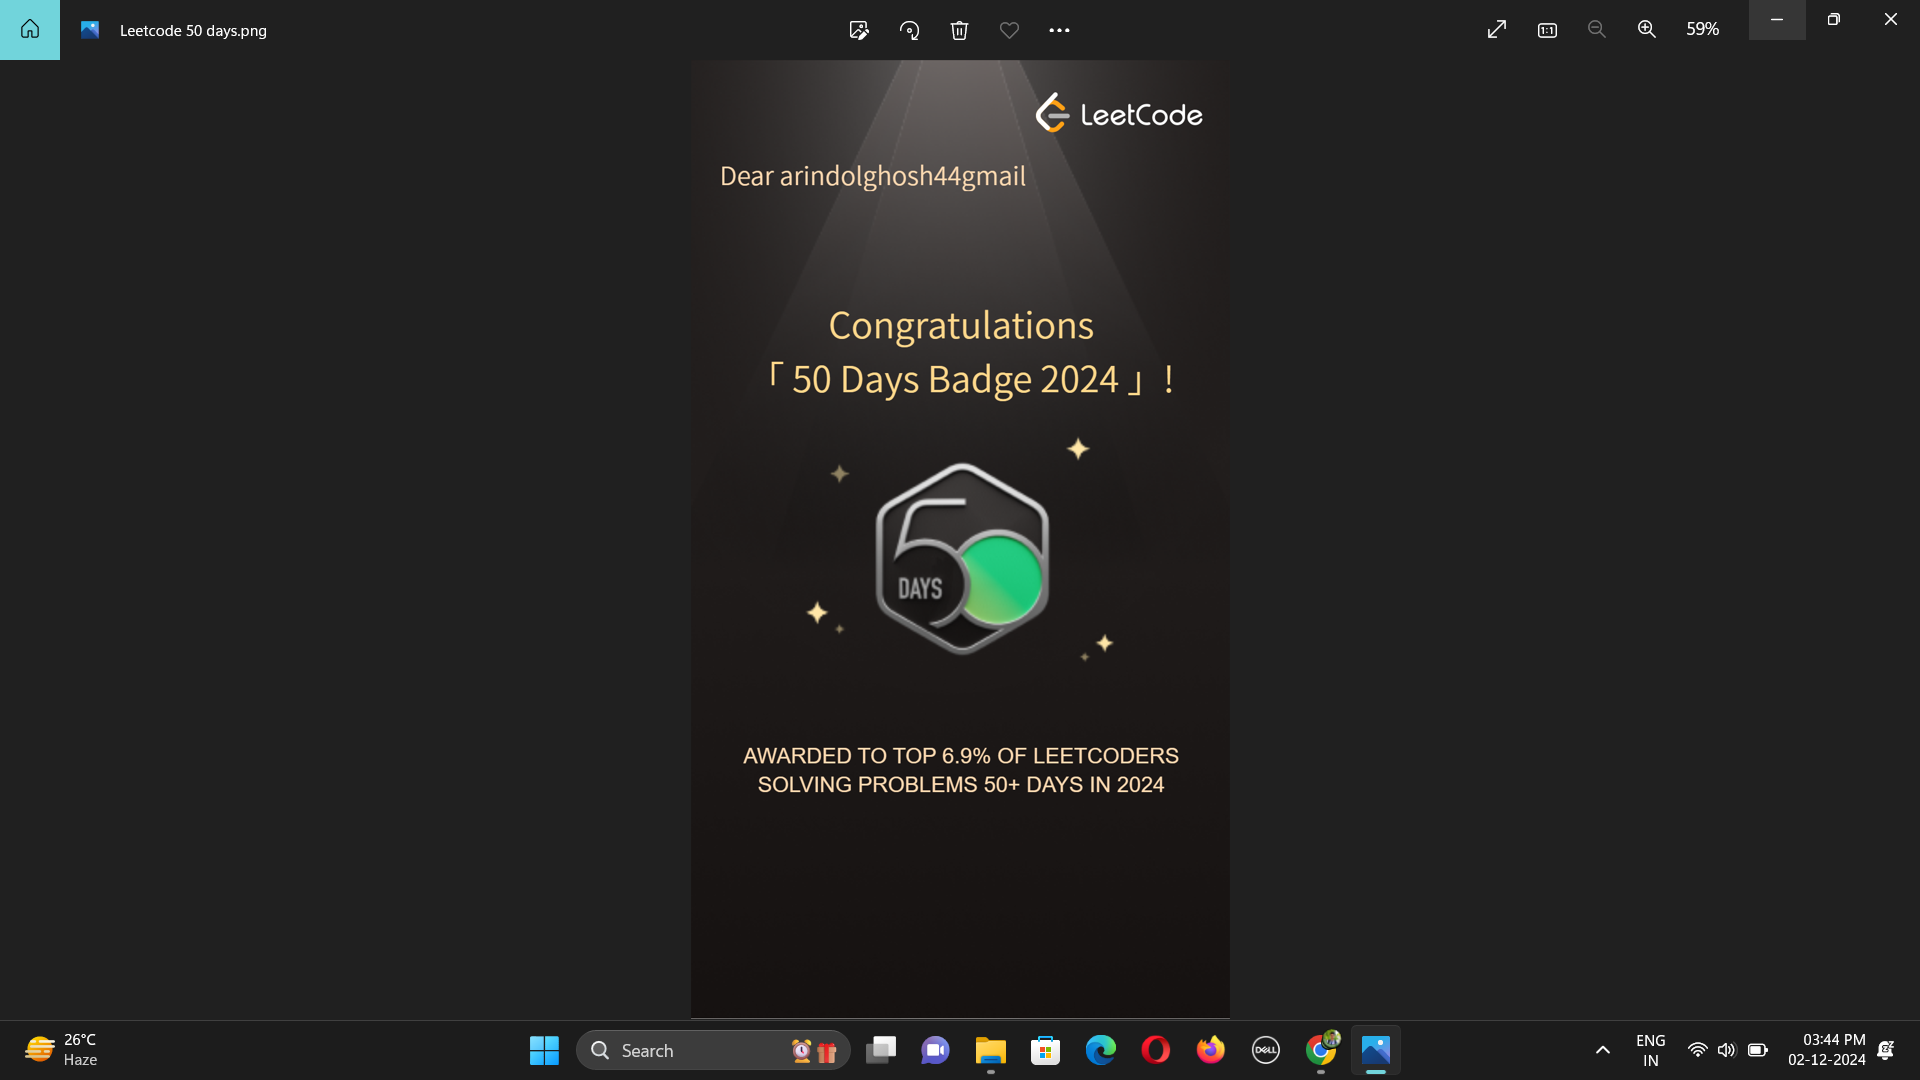 Leetcode 50 days.png
59%
LeetCode
Dear arindolghosh44gmail
Congratulations
「 50 Days Badge 2024 」!
50
DAYS
AWARDED TO TOP 6.9% OF LEETCODERS
SOLVING PROBLEMS 50+ DAYS IN 2024
26°C
Haze
Search
DELL
ENG
IN
03:44 PM
02-12-2024